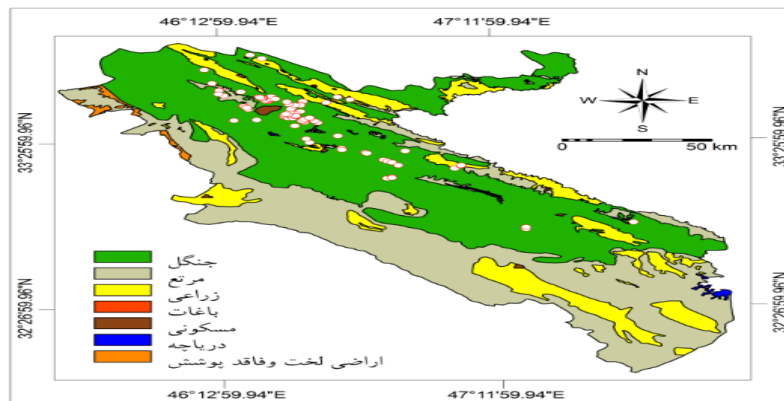 46°12'59.94"E 47°11'59.94"E
N
W E
S
33°25'59.96"N 33°25'59.96"N
0 50 km
جنگل
مرتع
زراعی
باغات
مسکونی
دریاچه
اراضی لخت وفاقد پوشش
32°26'59.96"N 32°26'59.96"N
46°12'59.94"E 47°11'59.94"E